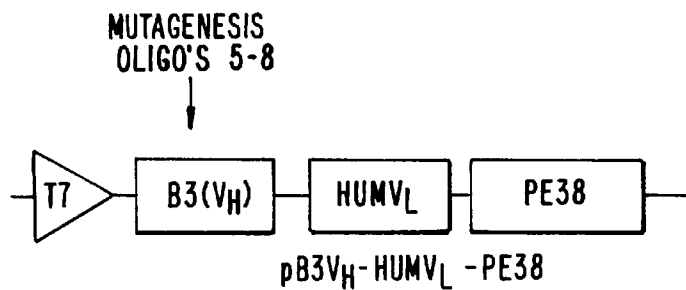 MUTAGENESIS
OLIGO'S 5-8
T7 B3(VH) HUMVL PE38
pB3VH-HUMVL-PE38